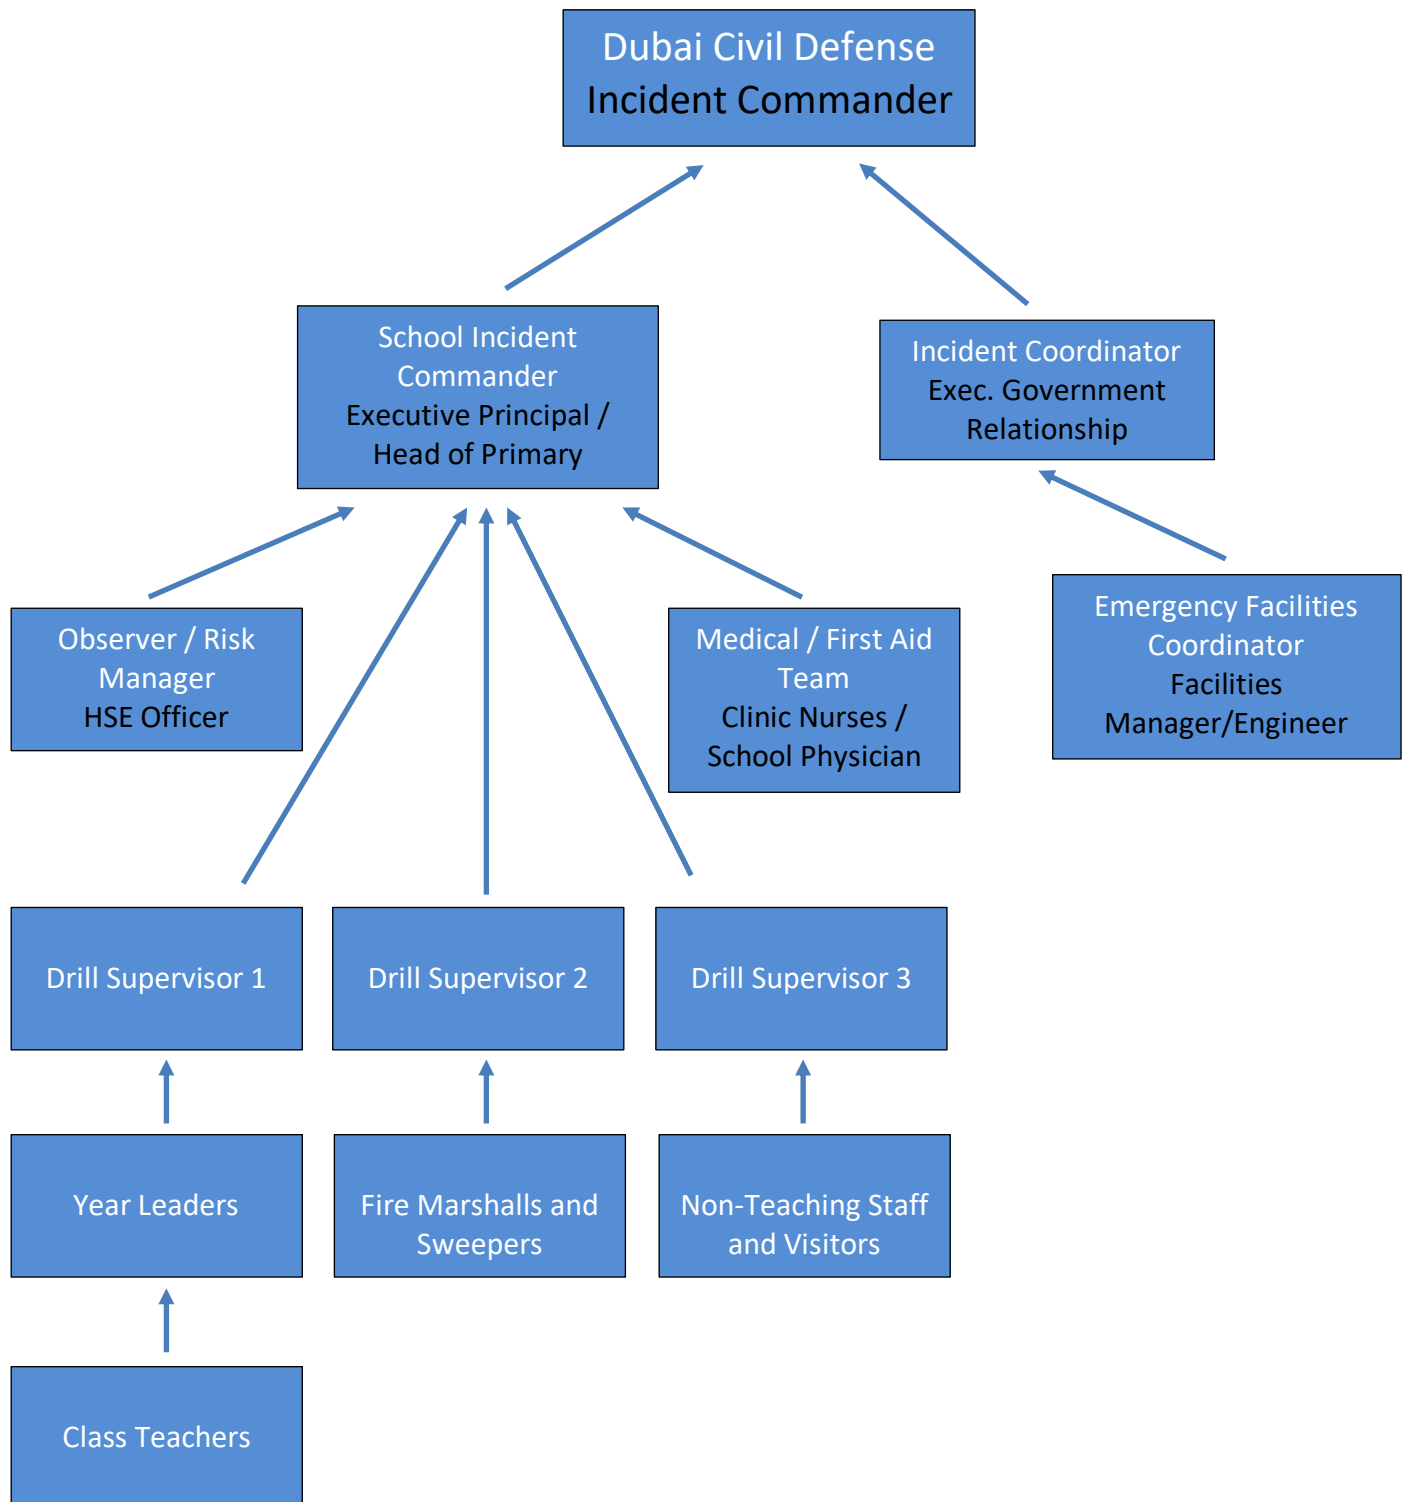 Dubai Civil Defense
Incident Commander
School Incident
Commander
Executive Principal /
Head of Primary
Incident Coordinator
Exec. Government
Relationship
Observer / Risk
Manager
HSE Officer
Medical / First Aid
Team
Clinic Nurses /
School Physician
Emergency Facilities
Coordinator
Facilities
Manager/Engineer
Drill Supervisor 1
Drill Supervisor 2
Drill Supervisor 3
Year Leaders
Fire Marshalls and
Sweepers
Non-Teaching Staff
and Visitors
Class Teachers